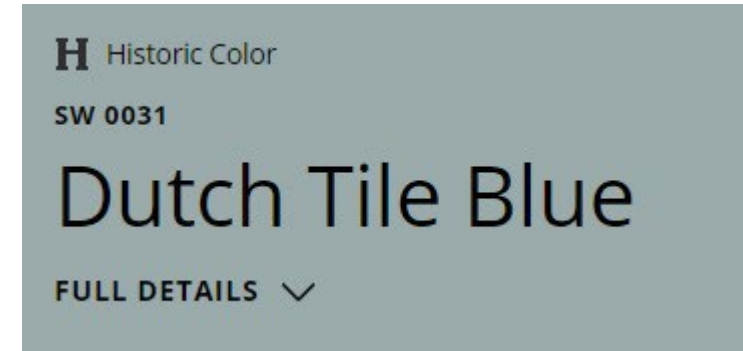 H Historic Color
SW 0031
Dutch Tile Blue
FULL DETAILS